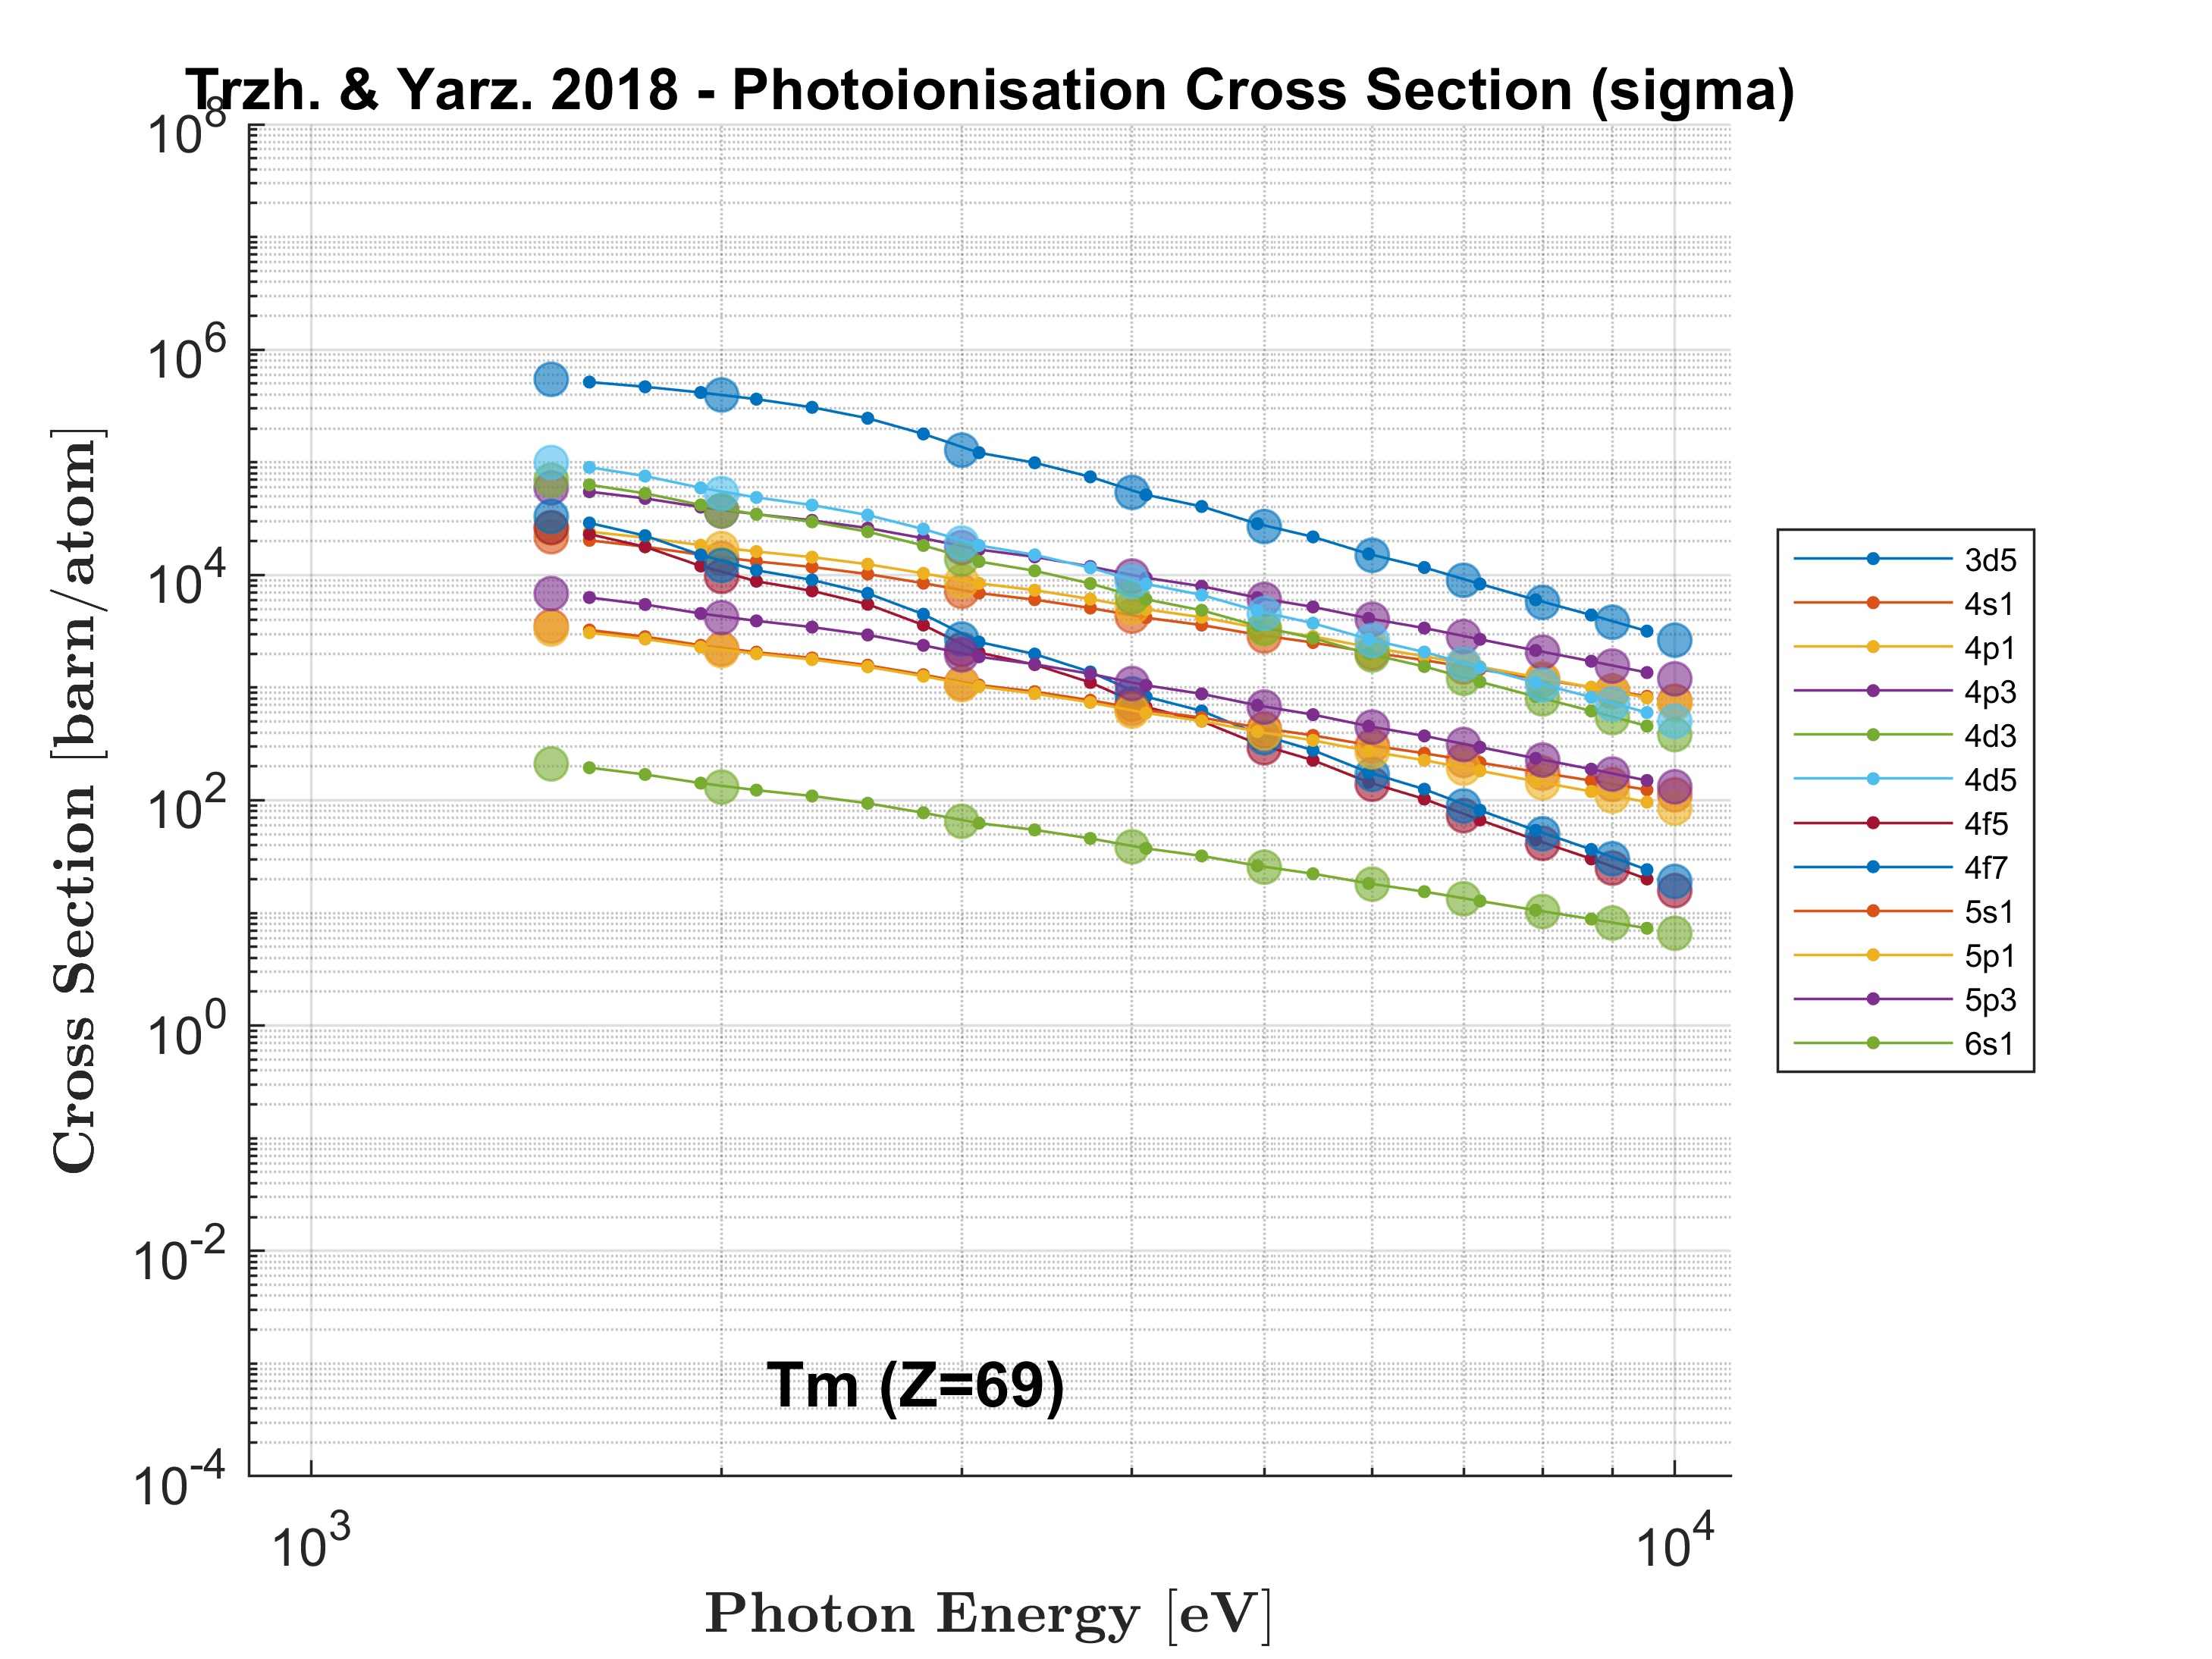 Trzh. & Yarz. 2018 - Photoionisation Cross Section (sigma)
10^8
10^6
10^4
10^2
10^0
10^-2
10^-4
Cross Section [barn/atom]
3d5
4s1
4p1
4p3
4d3
4d5
4f5
4f7
5s1
5p1
5p3
6s1
Tm (Z=69)
10^3 10^4
Photon Energy [eV]